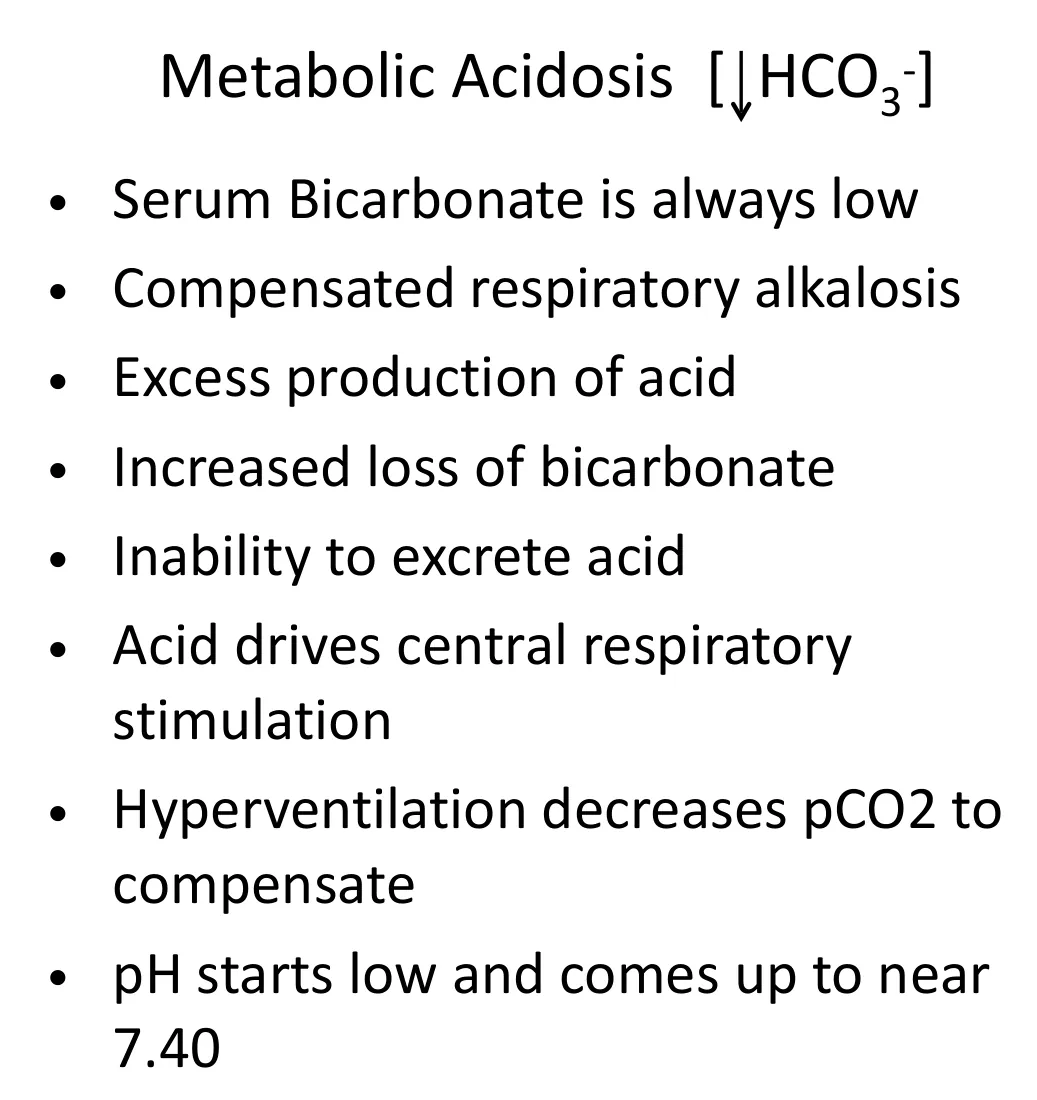 Metabolic Acidosis [↓HCO₃⁻]
• Serum Bicarbonate is always low
• Compensated respiratory alkalosis
• Excess production of acid
• Increased loss of bicarbonate
• Inability to excrete acid
• Acid drives central respiratory
stimulation
• Hyperventilation decreases pCO2 to
compensate
• pH starts low and comes up to near
7.40